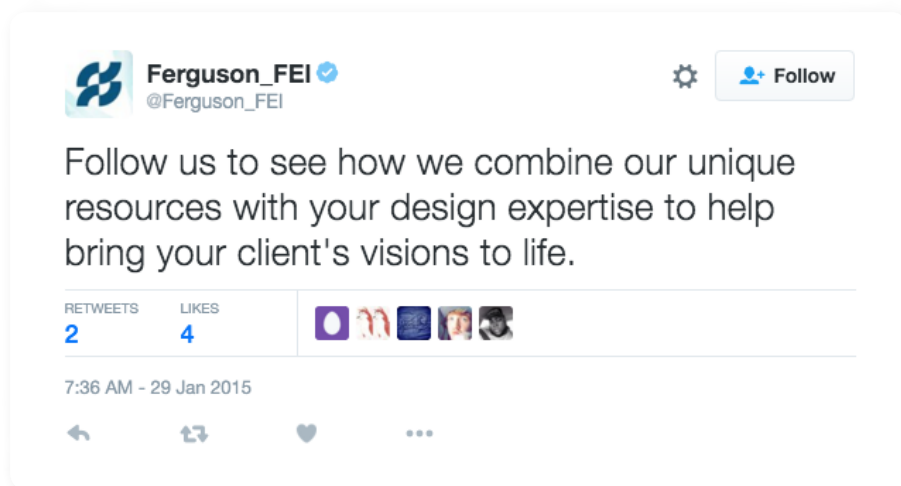 Ferguson_FEI
@Ferguson_FEI
Follow
Follow us to see how we combine our unique
resources with your design expertise to help
bring your client's visions to life.
RETWEETS LIKES
2 4
7:36 AM - 29 Jan 2015